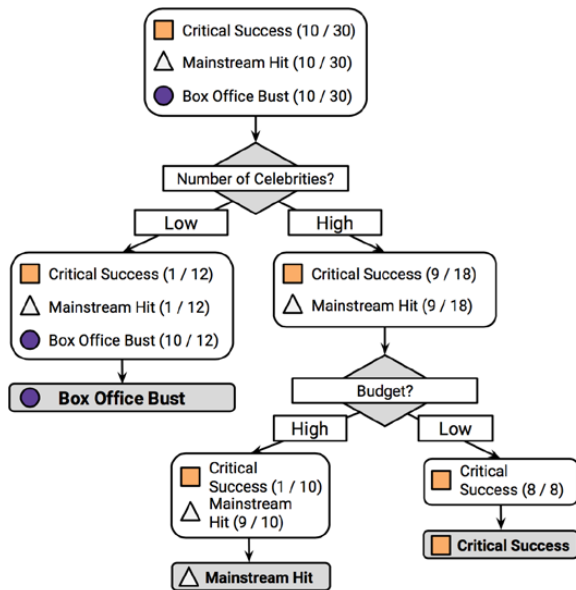 Critical Success (10 / 30)
Mainstream Hit (10 / 30)
Box Office Bust (10 / 30)
Number of Celebrities?
Low
High
Critical Success (1 / 12)
Mainstream Hit (1 / 12)
Box Office Bust (10 / 12)
Box Office Bust
Critical Success (9 / 18)
Mainstream Hit (9 / 18)
Budget?
High
Low
Critical
Success (1 / 10)
Mainstream
Hit (9 / 10)
Mainstream Hit
Critical
Success (8 / 8)
Critical Success